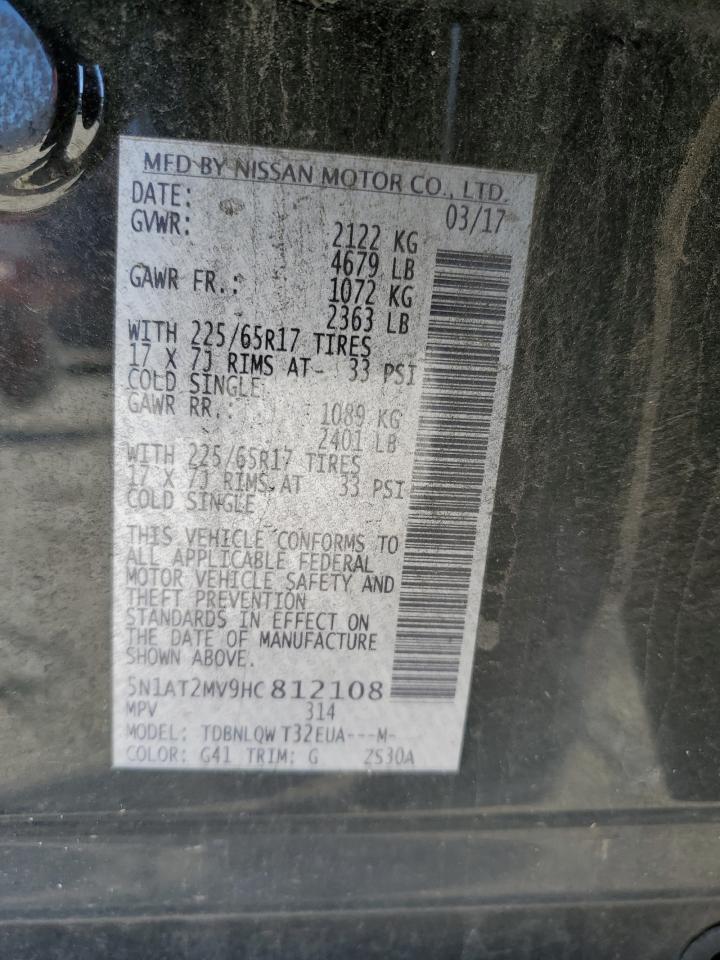 MFD BY NISSAN MOTOR CO., LTD.
DATE: 03/17
GVWR: 2122 KG
4679 LB
GAWR FR.: 1072 KG
2363 LB
WITH 225/65R17 TIRES
17 X 7J RIMS AT 33 PSI
COLD SINGLE
GAWR RR.: 1089 KG
2401 LB
WITH 225/65R17 TIRES
17 X 7J RIMS AT 33 PSI
COLD SINGLE
THIS VEHICLE CONFORMS TO
ALL APPLICABLE FEDERAL
MOTOR VEHICLE SAFETY AND
THEFT PREVENTION
STANDARDS IN EFFECT ON
THE DATE OF MANUFACTURE
SHOWN ABOVE.
5N1AT2MV9HC812108
MPV 314
MODEL: TDBNLQW T32EUA---M-
COLOR: G41 TRIM: G ZS30A